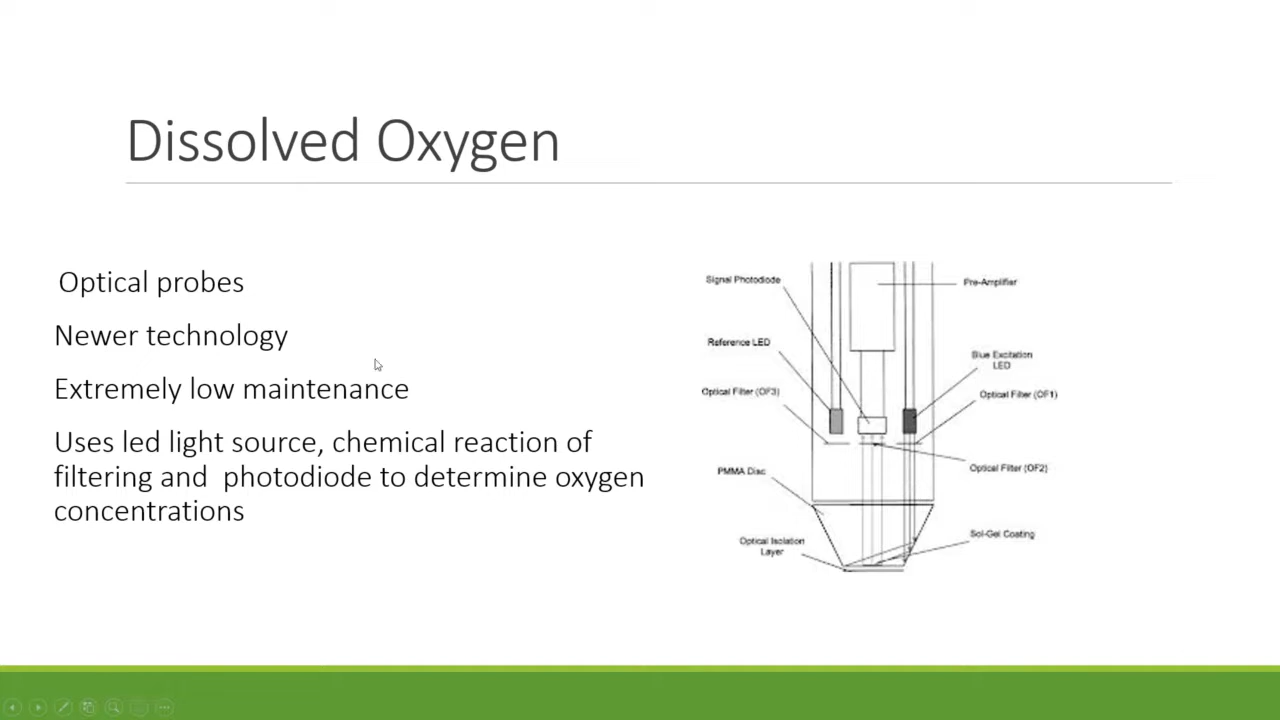 Dissolved Oxygen
Optical probes
Newer technology
Extremely low maintenance
Uses led light source, chemical reaction of
filtering and  photodiode to determine oxygen
concentrations
Signal Photodiode
Pre-Amplifier
Reference LED
Blue Excitation
LED
Optical Filter (OF3)
Optical Filter (OF1)
PMMA Disc
Optical Filter (OF2)
Optical Isolation
Layer
Sol-Gel Coating